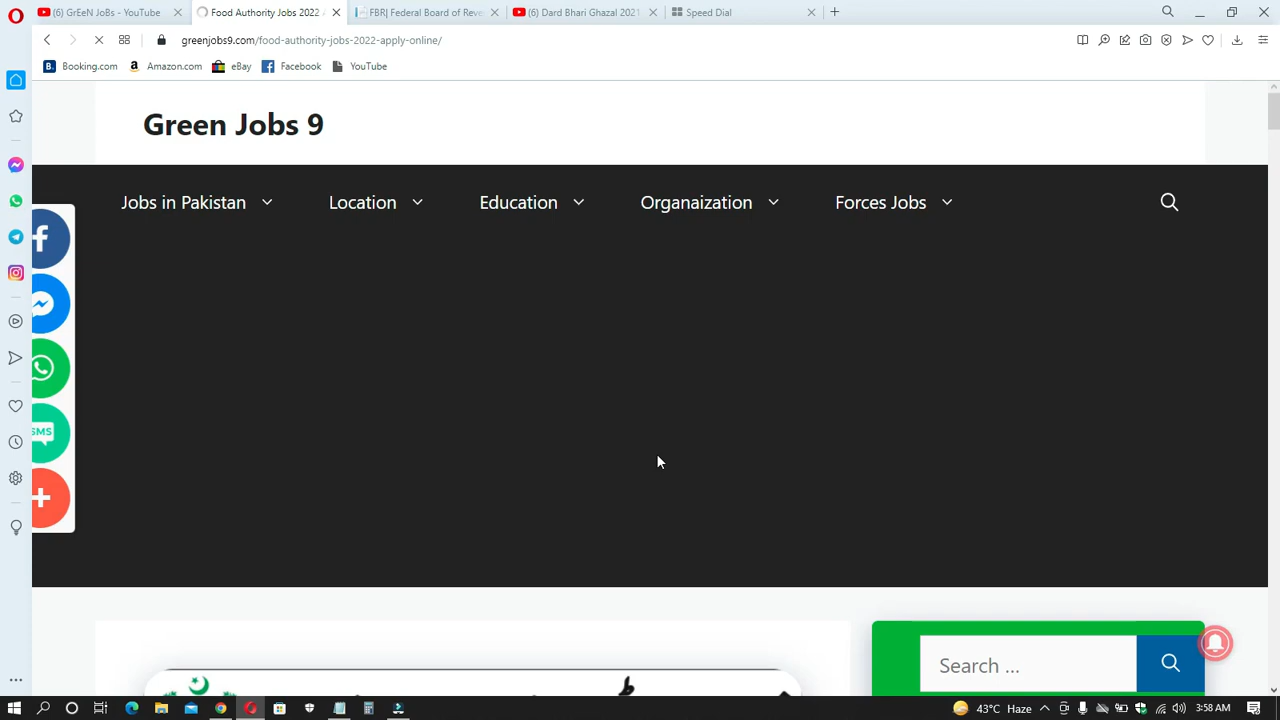 (6) GrEeN JoBs - YouTube
Food Authority Jobs 2022
FBR| Federal Board of Reve
(6) Dard Bhari Ghazal 2021
Speed Dial
greenjobs9.com/food-authority-jobs-2022-apply-online/
B. Booking.com
a Amazon.com
eBay
Facebook
YouTube
Green Jobs 9
Jobs in Pakistan
Location
Education
Organaization
Forces Jobs
SMS
Search ...
43°C Haze
3:58 AM